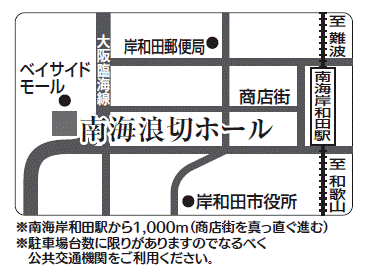 至難波
大阪臨海線
岸和田郵便局
ベイサイド
モール
南海岸和田駅
商店街
南海浪切ホール
至和歌山
岸和田市役所
※南海岸和田駅から1,000m(商店街を真っ直ぐ進む)
※駐車場台数に限りがありますのでなるべく
公共交通機関をご利用ください。